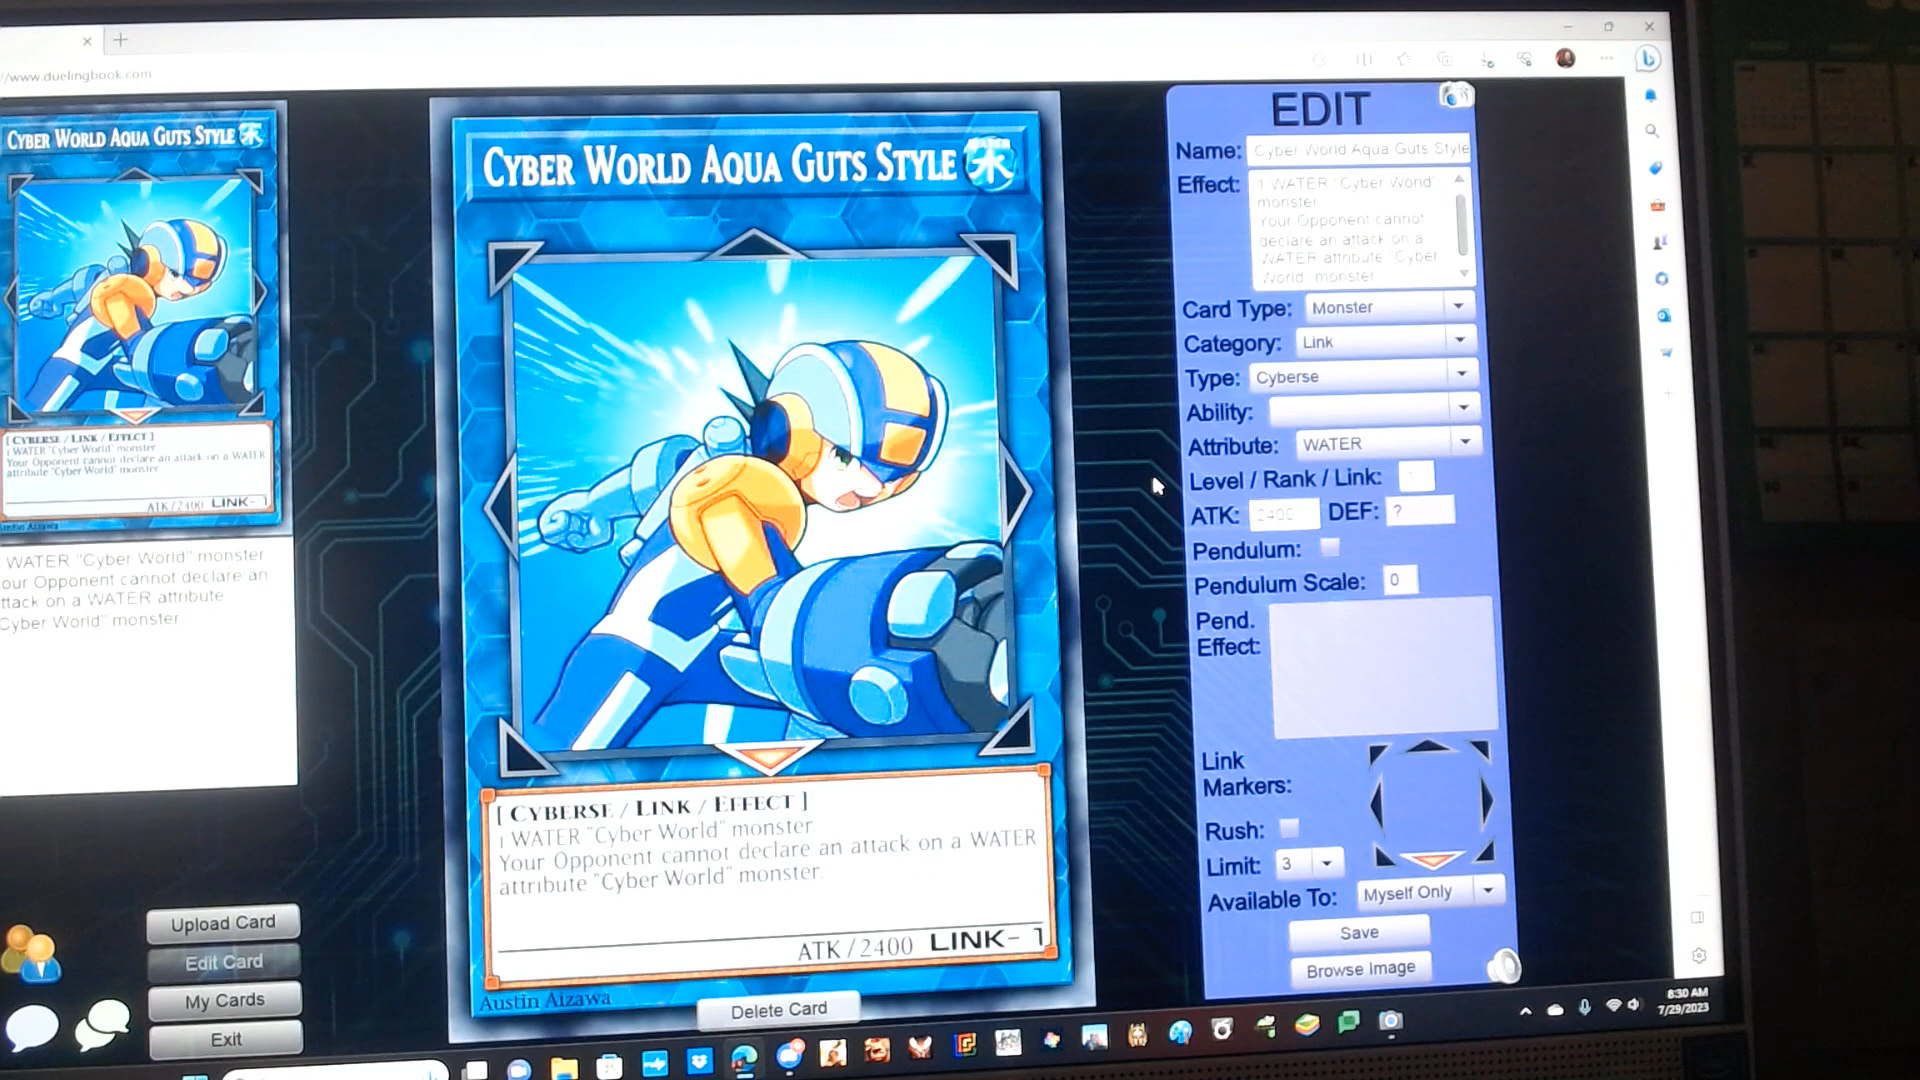 //www.duelingbook.com
CYBER WORLD AQUA GUTS STYLE
水
[ CYBERSE / LINK / EFFECT ]
1 WATER "Cyber World" monster
Your Opponent cannot declare an attack on a WATER
attribute "Cyber World" monster
ATK/2400 LINK-1
Austin Aizawa
WATER "Cyber World" monster
our Opponent cannot declare an
ttack on a WATER attribute
Cyber World" monster
Upload Card
Edit Card
My Cards
Exit
CYBER WORLD AQUA GUTS STYLE
WATER
水
[ CYBERSE / LINK / EFFECT ]
1 WATER "Cyber World" monster
Your Opponent cannot declare an attack on a WATER
attribute "Cyber World" monster.
ATK/2400 LINK-1
Austin Aizawa
Delete Card
EDIT
Name: Cyber World Aqua Guts Style
Effect: 1 WATER "Cyber World"
monster
Your Opponent cannot
declare an attack on a
WATER attribute "Cyber
World" monster
Card Type: Monster
Category: Link
Type: Cyberse
Ability:
Attribute: WATER
Level / Rank / Link: 1
ATK: 2400 DEF: ?
Pendulum:
Pendulum Scale: 0
Pend.
Effect:
Link
Markers:
Rush:
Limit: 3
Available To: Myself Only
Save
Browse Image
8:30 AM
7/29/2023